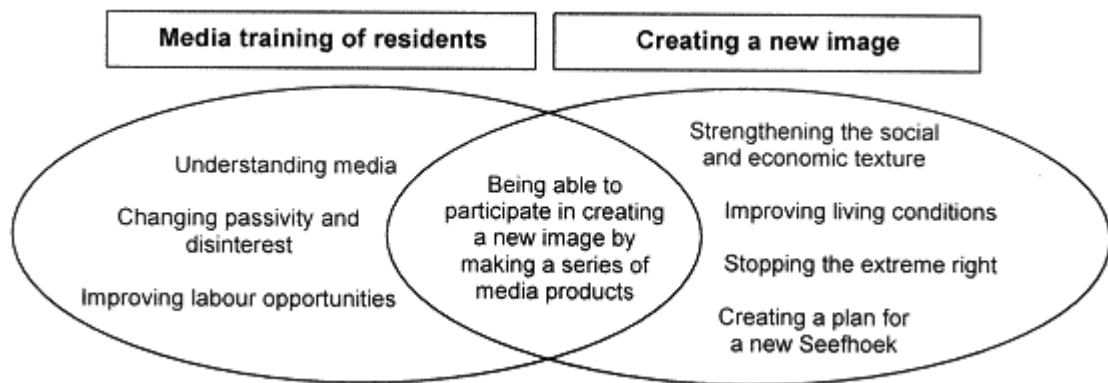 Media training of residents
Creating a new image
Understanding media
Changing passivity and
disinterest
Improving labour opportunities
Being able to
participate in creating
a new image by
making a series of
media products
Strengthening the social
and economic texture
Improving living conditions
Stopping the extreme right
Creating a plan for
a new Seefhoek